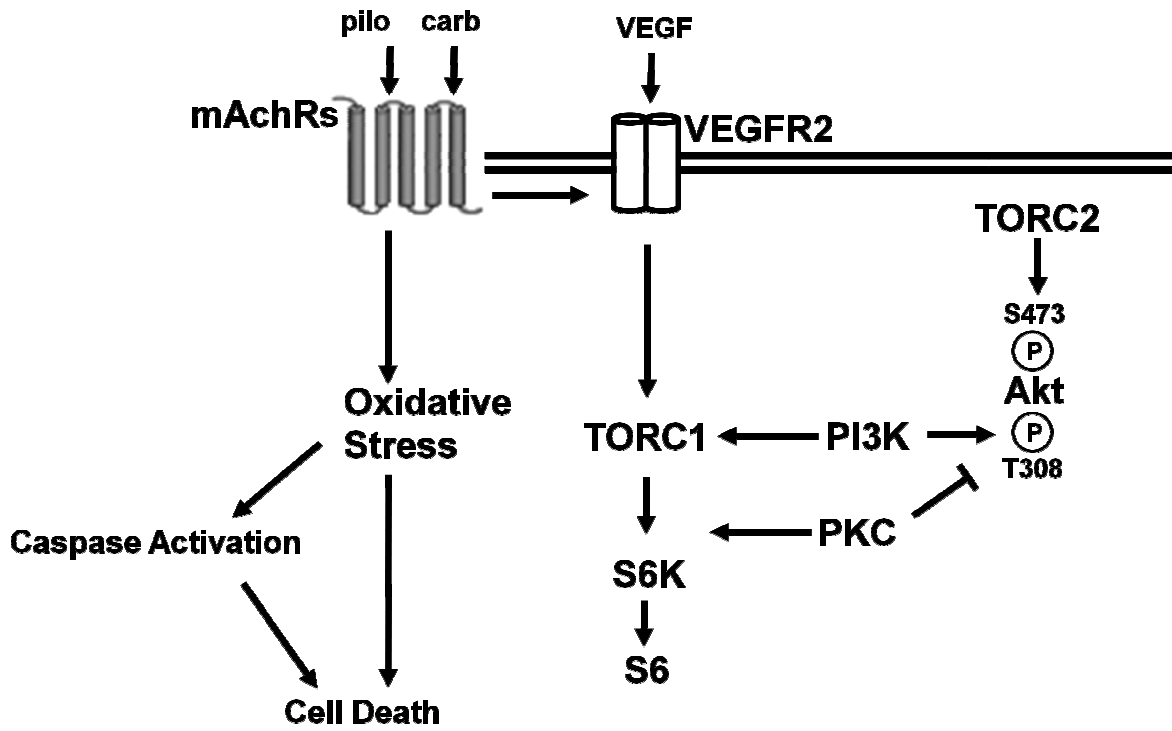 pilo carb
VEGF
mAchRs
VEGFR2
TORC2
S473
P
Akt
P
T308
Oxidative
Stress
TORC1
PI3K
Caspase Activation
PKC
S6K
S6
Cell Death